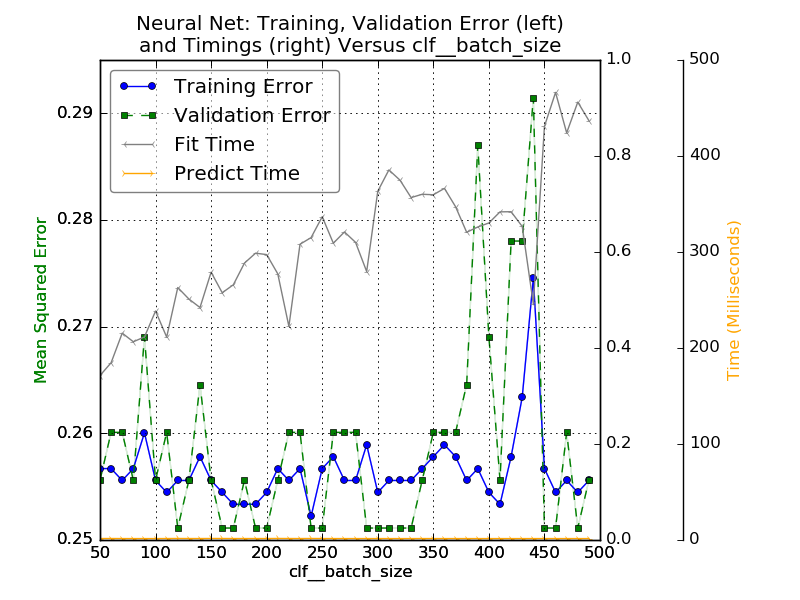 Neural Net: Training, Validation Error (left)
and Timings (right) Versus clf__batch_size
Training Error
Validation Error
Fit Time
Predict Time
Mean Squared Error
0.29
0.28
0.27
0.26
0.25
1.0
0.8
0.6
0.4
0.2
0.0
500
400
300
200
100
0
Time (Milliseconds)
50 100 150 200 250 300 350 400 450 500
clf__batch_size